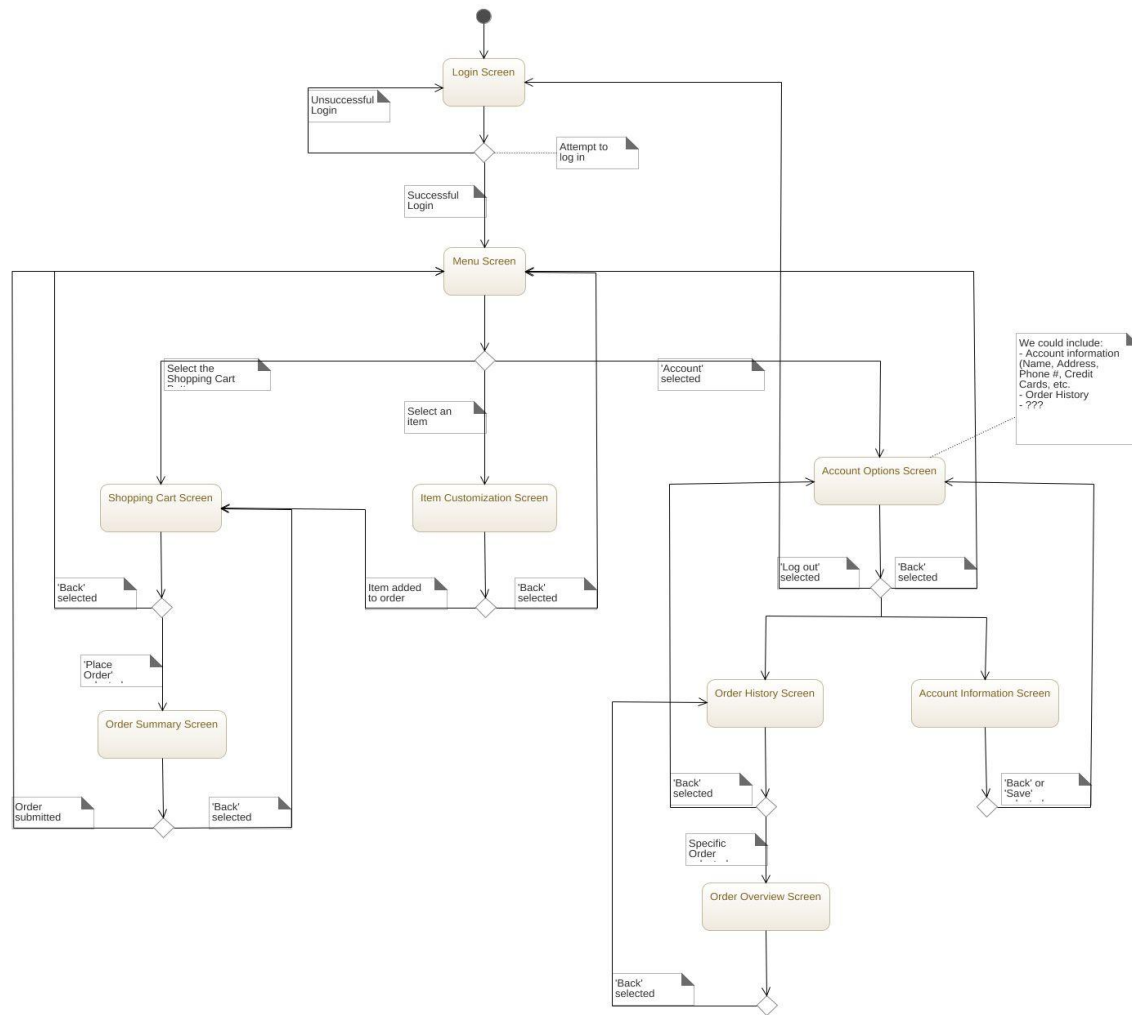 Login Screen
Unsuccessful
Login
Attempt to
log in
Successful
Login
Menu Screen
Select the
Shopping Cart
'Account'
selected
Select an
item
We could include:
- Account information
(Name, Address,
Phone #, Credit
Cards, etc.
- Order History
- ???
Account Options Screen
Shopping Cart Screen
Item Customization Screen
'Back'
selected
Item added
to order
'Back'
selected
'Log out'
selected
'Back'
selected
'Place
Order'
Order Summary Screen
Order History Screen
Account Information Screen
Order
submitted
'Back'
selected
'Back'
selected
'Back' or
'Save'
Specific
Order
Order Overview Screen
'Back'
selected